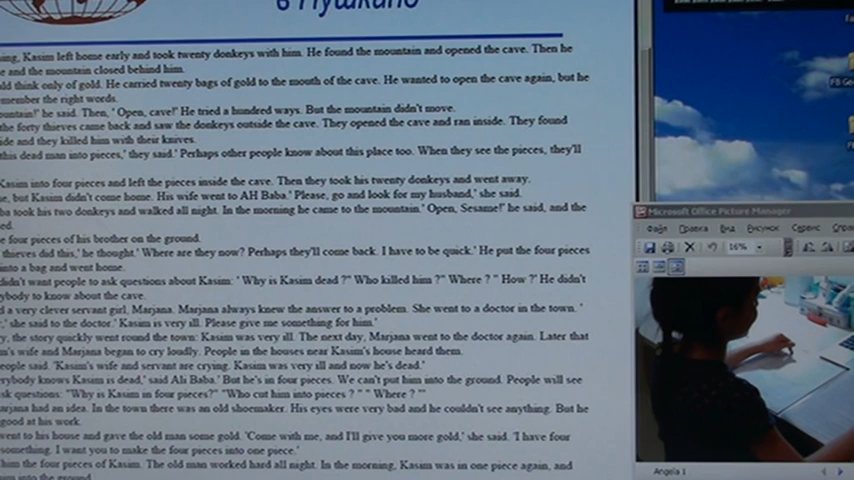 в Пушкино
ing, Kasim left home early and took twenty donkeys with him. He found the mountain and opened the cave. Then he
e and the mountain closed behind him.
ld think only of gold. He carried twenty bags of gold to the mouth of the cave. He wanted to open the cave again, but he
member the right words.
ountain!' he said. Then, ' Open, cave!' He tried a hundred ways. But the mountain didn't move.
the forty thieves came back and saw the donkeys outside the cave. They opened the cave and ran inside. They found
ide and they killed him with their knives.
this dead man into pieces,' they said.' Perhaps other people know about this place too. When they see the pieces, they'll
Kasim into four pieces and left the pieces inside the cave. Then they took his twenty donkeys and went away.
e, but Kasim didn't come home. His wife went to AH Baba.' Please, go and look for my husband,' she said.
ba took his two donkeys and walked all night. In the morning he came to the mountain.' Open, Sesame!' he said, and the
ed.
e four pieces of his brother on the ground.
thieves did this,' he thought.' Where are they now? Perhaps they'll come back. I have to be quick.' He put the four pieces
into a bag and went home.
didn't want people to ask questions about Kasim: ' Why is Kasim dead ?'' Who killed him ?'' Where ? '' How ?' He didn't
ybody to know about the cave.
d a very clever servant girl, Marjana. Marjana always knew the answer to a problem. She went to a doctor in the town. '
,' she said to the doctor.' Kasim is very ill. Please give me something for him.'
y, the story quickly went round the town: Kasim was very ill. The next day, Marjana went to the doctor again. Later that
m's wife and Marjana began to cry loudly. People in the houses near Kasim's house heard them.
eople said. 'Kasim's wife and servant are crying. Kasim was very ill and now he's dead.'
erybody knows Kasim is dead,' said Ali Baba.' But he's in four pieces. We can't put him into the ground. People will see
sk questions: "Why is Kasim in four pieces?" "Who cut him into pieces ? " " Where ? '"
arjana had an idea. In the town there was an old shoemaker. His eyes were very bad and he couldn't see anything. But he
good at his work.
went to his house and gave the old man some gold. 'Come with me, and I'll give you more gold,' she said. 'I have four
something. I want you to make the four pieces into one piece.'
him the four pieces of Kasim. The old man worked hard all night. In the morning, Kasim was in one piece again, and
im into the ground.
Microsoft Office Picture Manager
Файл Правка Вид Рисунок Сервис
16%
Angela 1